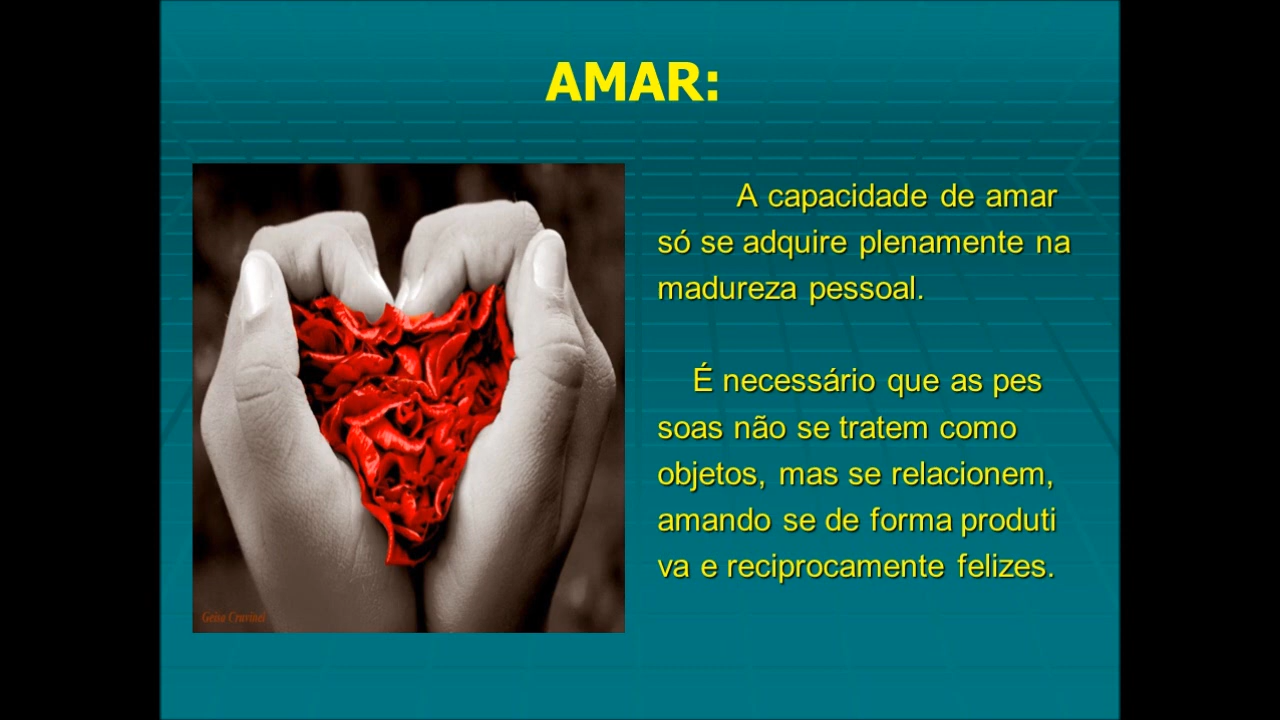 AMAR:
A capacidade de amar
só se adquire plenamente na
madureza pessoal.
É necessário que as pes
soas não se tratem como
objetos, mas se relacionem,
amando se de forma produti
va e reciprocamente felizes.